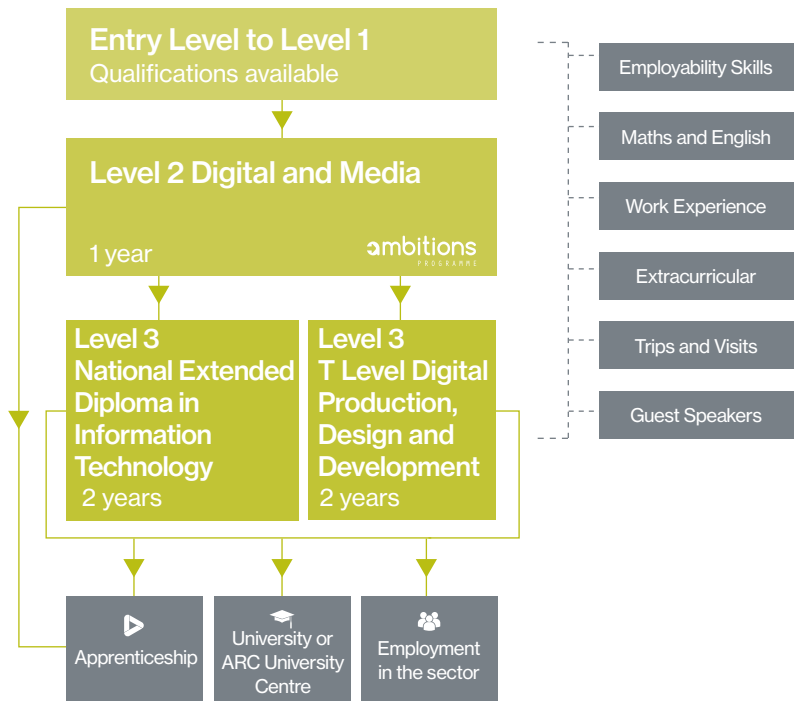 Entry Level to Level 1
Qualifications available
Level 2 Digital and Media
1 year
ambitions
PROGRAMME
Level 3
National Extended
Diploma in
Information
Technology
2 years
Level 3
T Level Digital
Production,
Design and
Development
2 years
Apprenticeship
University or
ARC University
Centre
Employment
in the sector
Employability Skills
Maths and English
Work Experience
Extracurricular
Trips and Visits
Guest Speakers